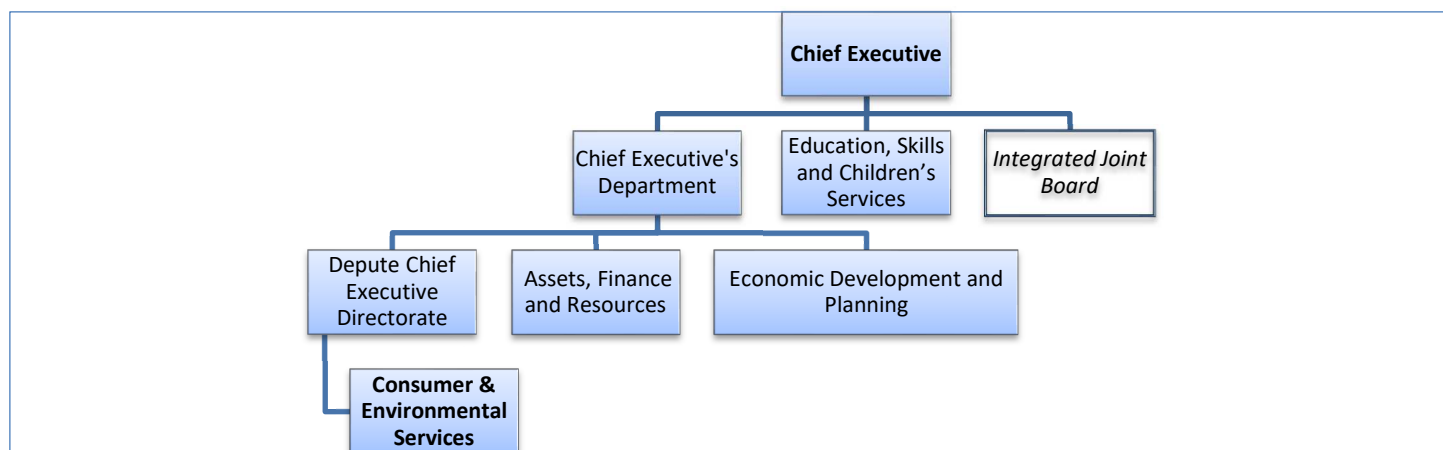 Chief Executive
Chief Executive's
Department
Education, Skills
and Children’s
Services
Integrated Joint
Board
Depute Chief
Executive
Directorate
Assets, Finance
and Resources
Economic Development and
Planning
Consumer &
Environmental
Services